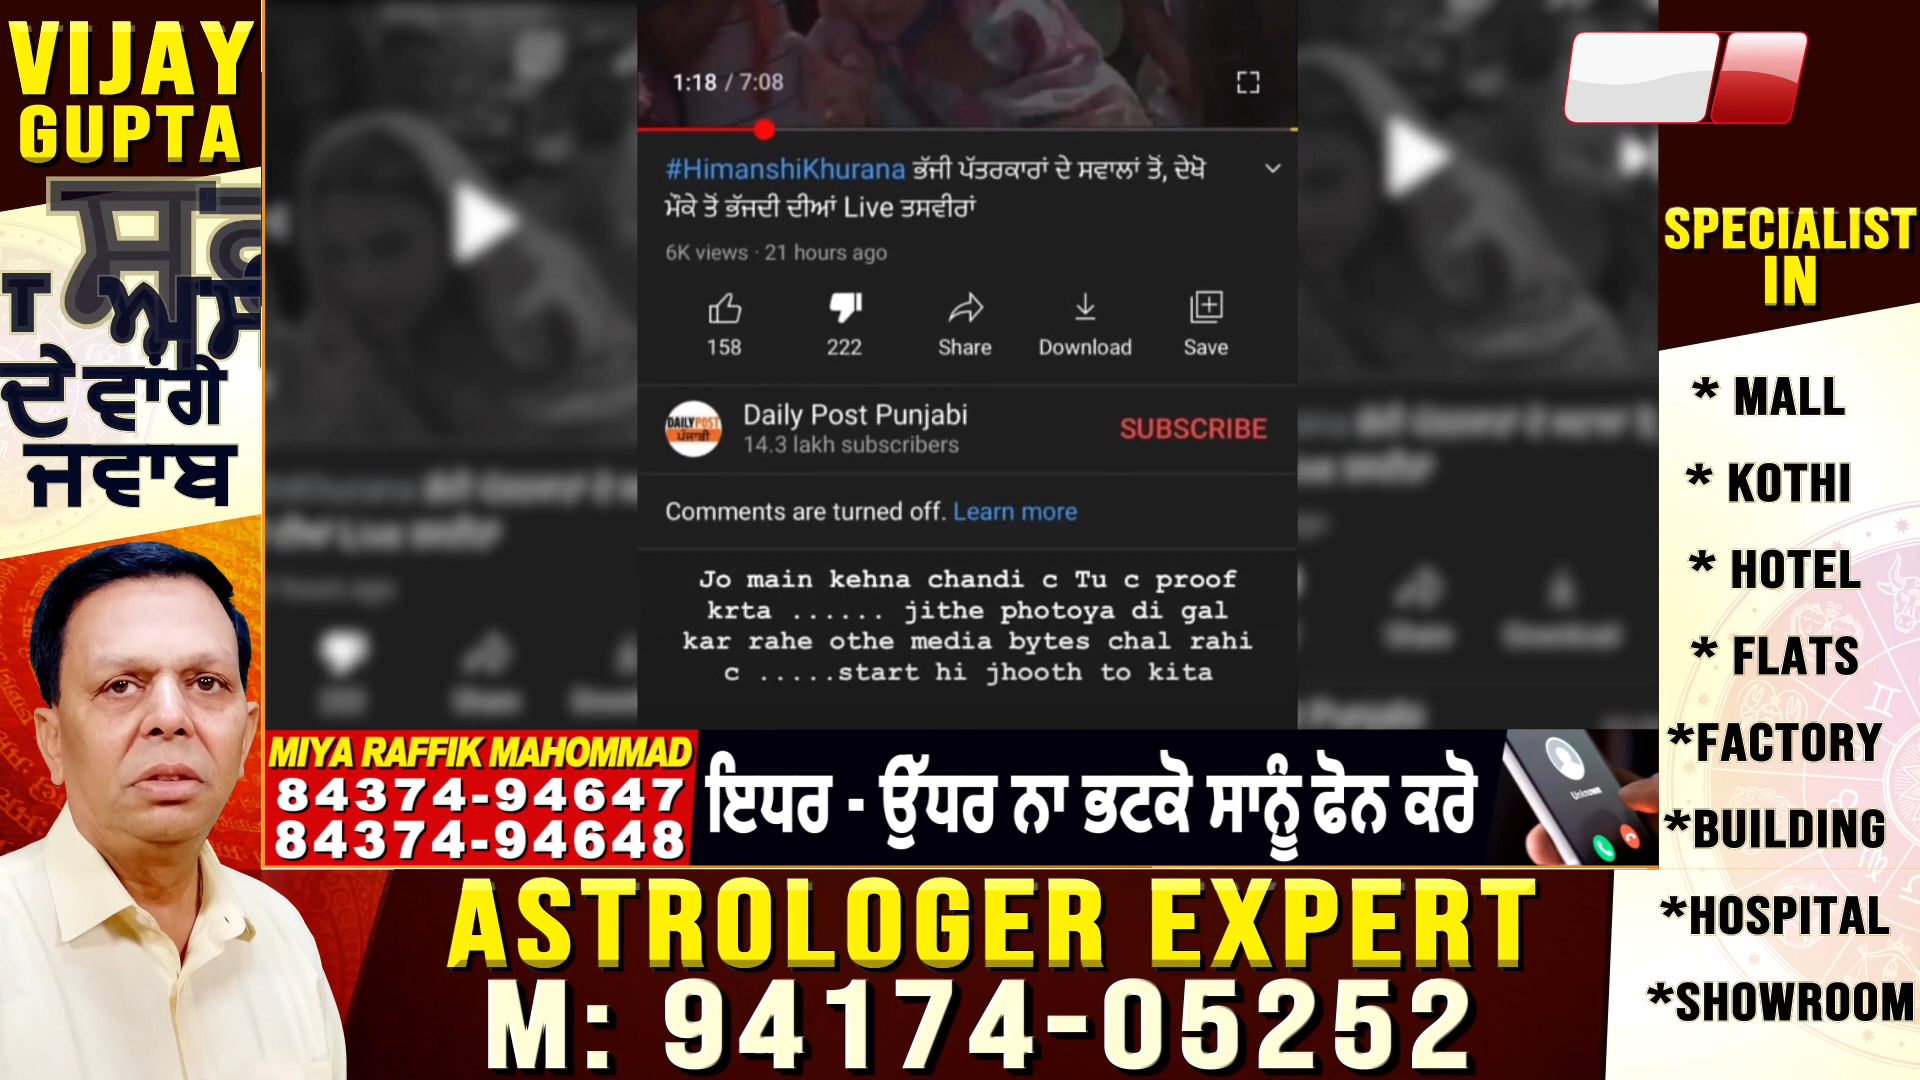 VIJAY
GUPTA
ਦੇ ਵਾਂਗੇ
ਜਵਾਬ
1:18 / 7:08
#HimanshiKhurana ਭੱਜੀ ਪੱਤਰਕਾਰਾਂ ਦੇ ਸਵਾਲਾਂ ਤੋਂ, ਦੇਖੋ
ਮੌਕੇ ਤੋਂ ਭੱਜਦੀ ਦੀਆਂ Live ਤਸਵੀਰਾਂ
6K views · 21 hours ago
158
222
Share
Download
Save
DAILYPOST
ਪੰਜਾਬੀ
Daily Post Punjabi
14.3 lakh subscribers
SUBSCRIBE
Comments are turned off. Learn more
Jo main kehna chandi c Tu c proof
krta ...... jithe photoya di gal
kar rahe othe media bytes chal rahi
c .....start hi jhooth to kita
MIYA RAFFIK MAHOMMAD
84374-94647
84374-94648
ਇਧਰ - ਉੱਧਰ ਨਾ ਭਟਕੋ ਸਾਨੂੰ ਫੋਨ ਕਰੋ
Unknown
ASTROLOGER EXPERT
M: 94174-05252
SPECIALIST
IN
* MALL
* KOTHI
* HOTEL
* FLATS
*FACTORY
*BUILDING
*HOSPITAL
*SHOWROOM